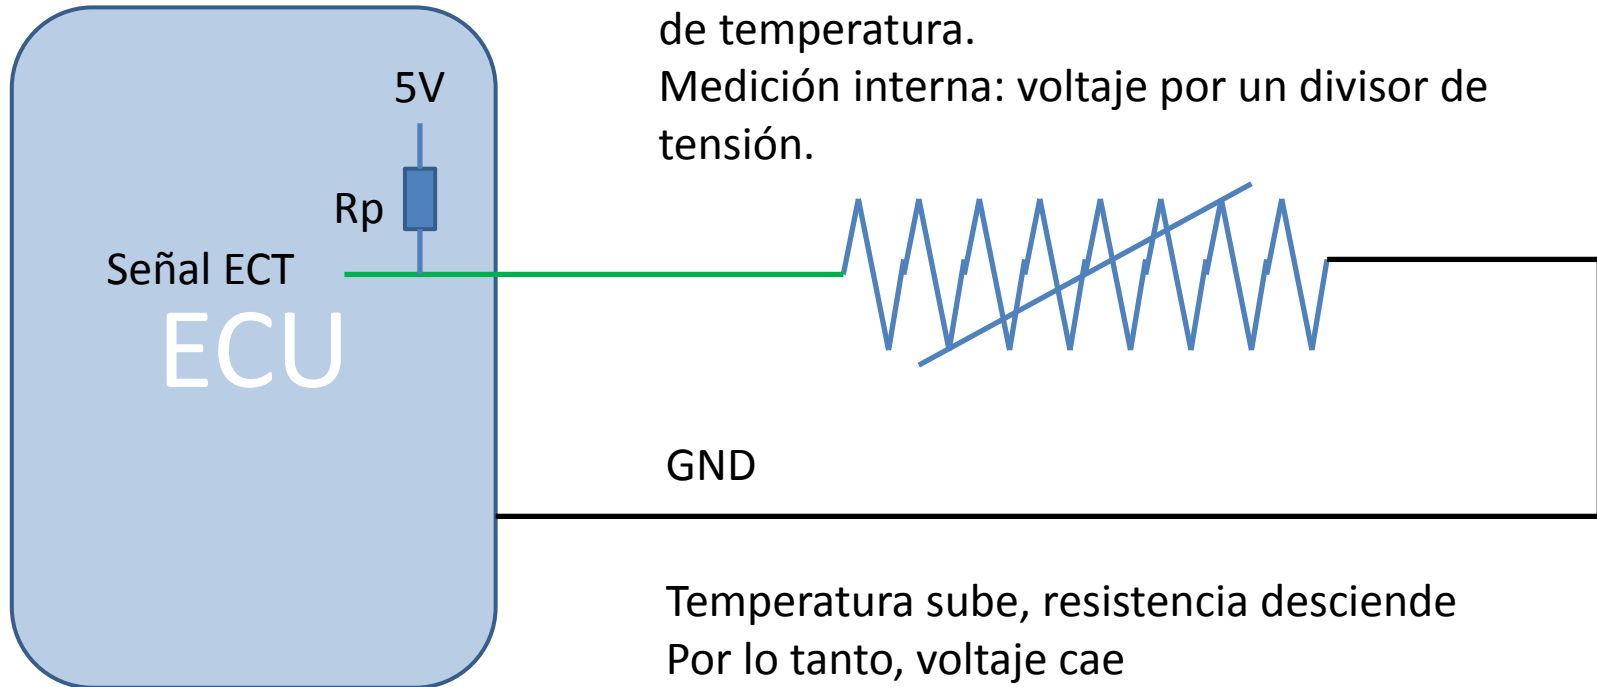 de temperatura.
Medición interna: voltaje por un divisor de
tensión.
5V
Rp
Señal ECT
ECU
GND
Temperatura sube, resistencia desciende
Por lo tanto, voltaje cae